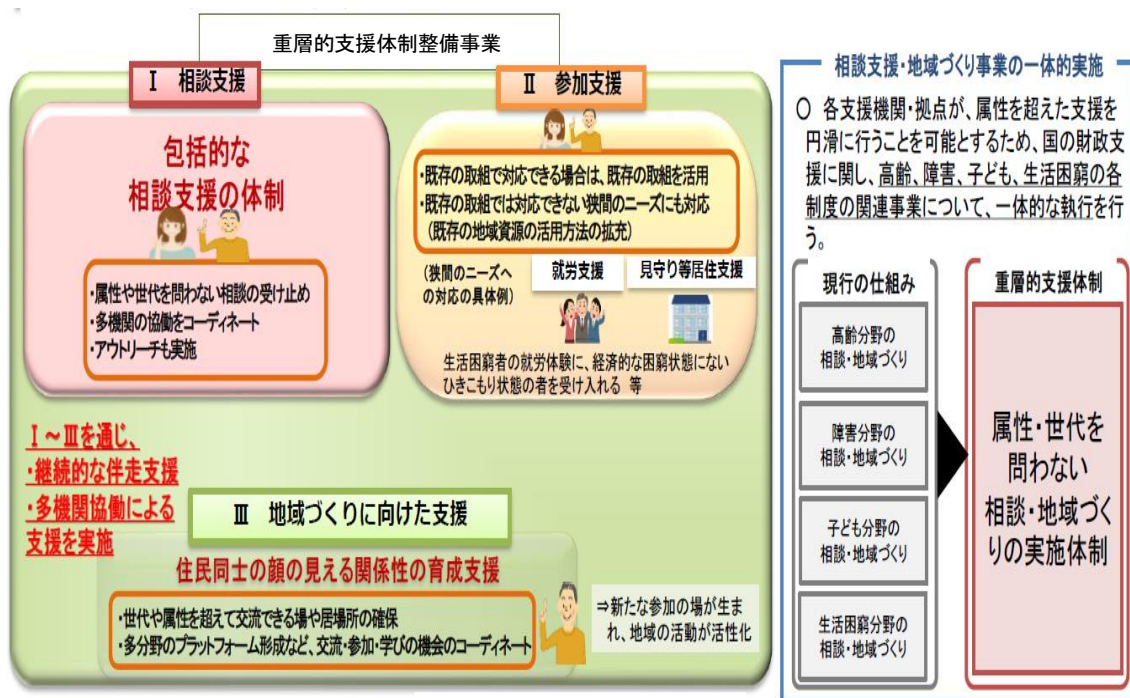 重層的支援体制整備事業
Ⅰ 相談支援
包括的な
相談支援の体制
・属性や世代を問わない相談の受け止め
・多機関の協働をコーディネート
・アウトリーチも実施
Ⅱ 参加支援
・既存の取組で対応できる場合は、既存の取組を活用
・既存の取組では対応できない狭間のニーズにも対応
（既存の地域資源の活用方法の拡充）
（狭間のニーズへ
の対応の具体例）
就労支援
見守り等居住支援
生活困窮者の就労体験に、経済的な困窮状態にない
ひきこもり状態の者を受け入れる 等
Ⅰ～Ⅲを通じ、
・継続的な伴走支援
・多機関協働による
支援を実施
Ⅲ 地域づくりに向けた支援
住民同士の顔の見える関係性の育成支援
・世代や属性を超えて交流できる場や居場所の確保
・多分野のプラットフォーム形成など、交流・参加・学びの機会のコーディネート
⇒新たな参加の場が生ま
れ、地域の活動が活性化
相談支援・地域づくり事業の一体的実施
○ 各支援機関・拠点が、属性を超えた支援を
円滑に行うことを可能とするため、国の財政支
援に関し、高齢、障害、子ども、生活困窮の各
制度の関連事業について、一体的な執行を行
う。
現行の仕組み
高齢分野の
相談・地域づくり
障害分野の
相談・地域づくり
子ども分野の
相談・地域づくり
生活困窮分野の
相談・地域づくり
重層的支援体制
属性・世代を
問わない
相談・地域づく
りの実施体制